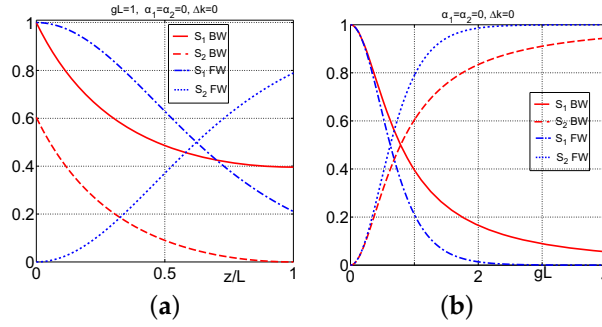 gL=1, α₁=α₂=0, Δk=0
1
0.8
0.6
0.4
0.2
0
0 0.5 z/L 1
S₁ BW
S₂ BW
S₁ FW
S₂ FW
(a)
α₁=α₂=0, Δk=0
1
0.8
0.6
0.4
0.2
0
0 2 gL
S₁ BW
S₂ BW
S₁ FW
S₂ FW
(b)